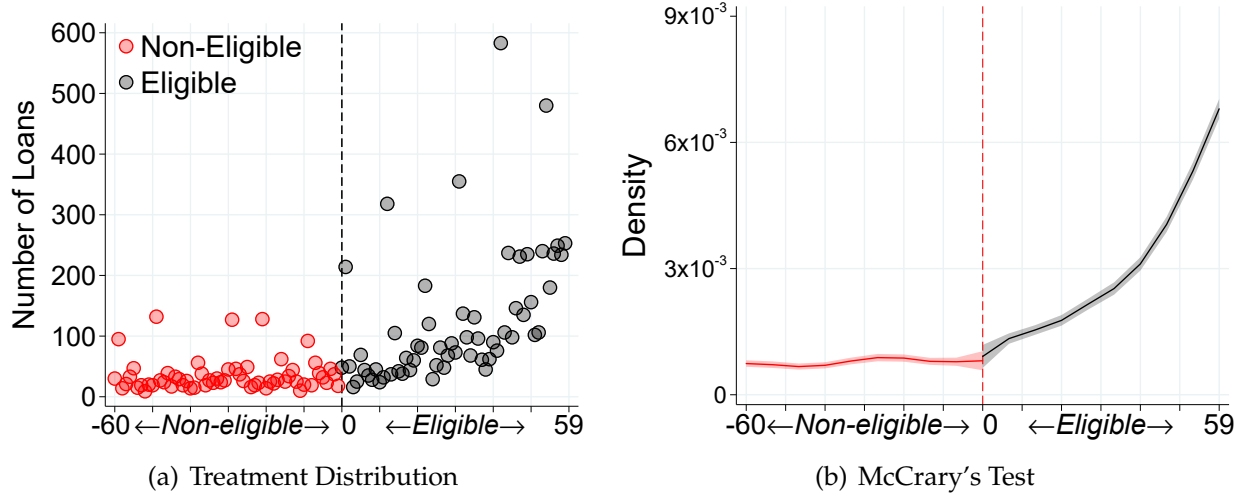 Number of Loans
600
500
400
300
200
100
0
Non-Eligible
Eligible
-60 ←Non-eligible→ 0 ←Eligible→ 59
(a) Treatment Distribution
Density
9x10⁻³
6x10⁻³
3x10⁻³
0
-60 ←Non-eligible→ 0 ←Eligible→ 59
(b) McCrary's Test